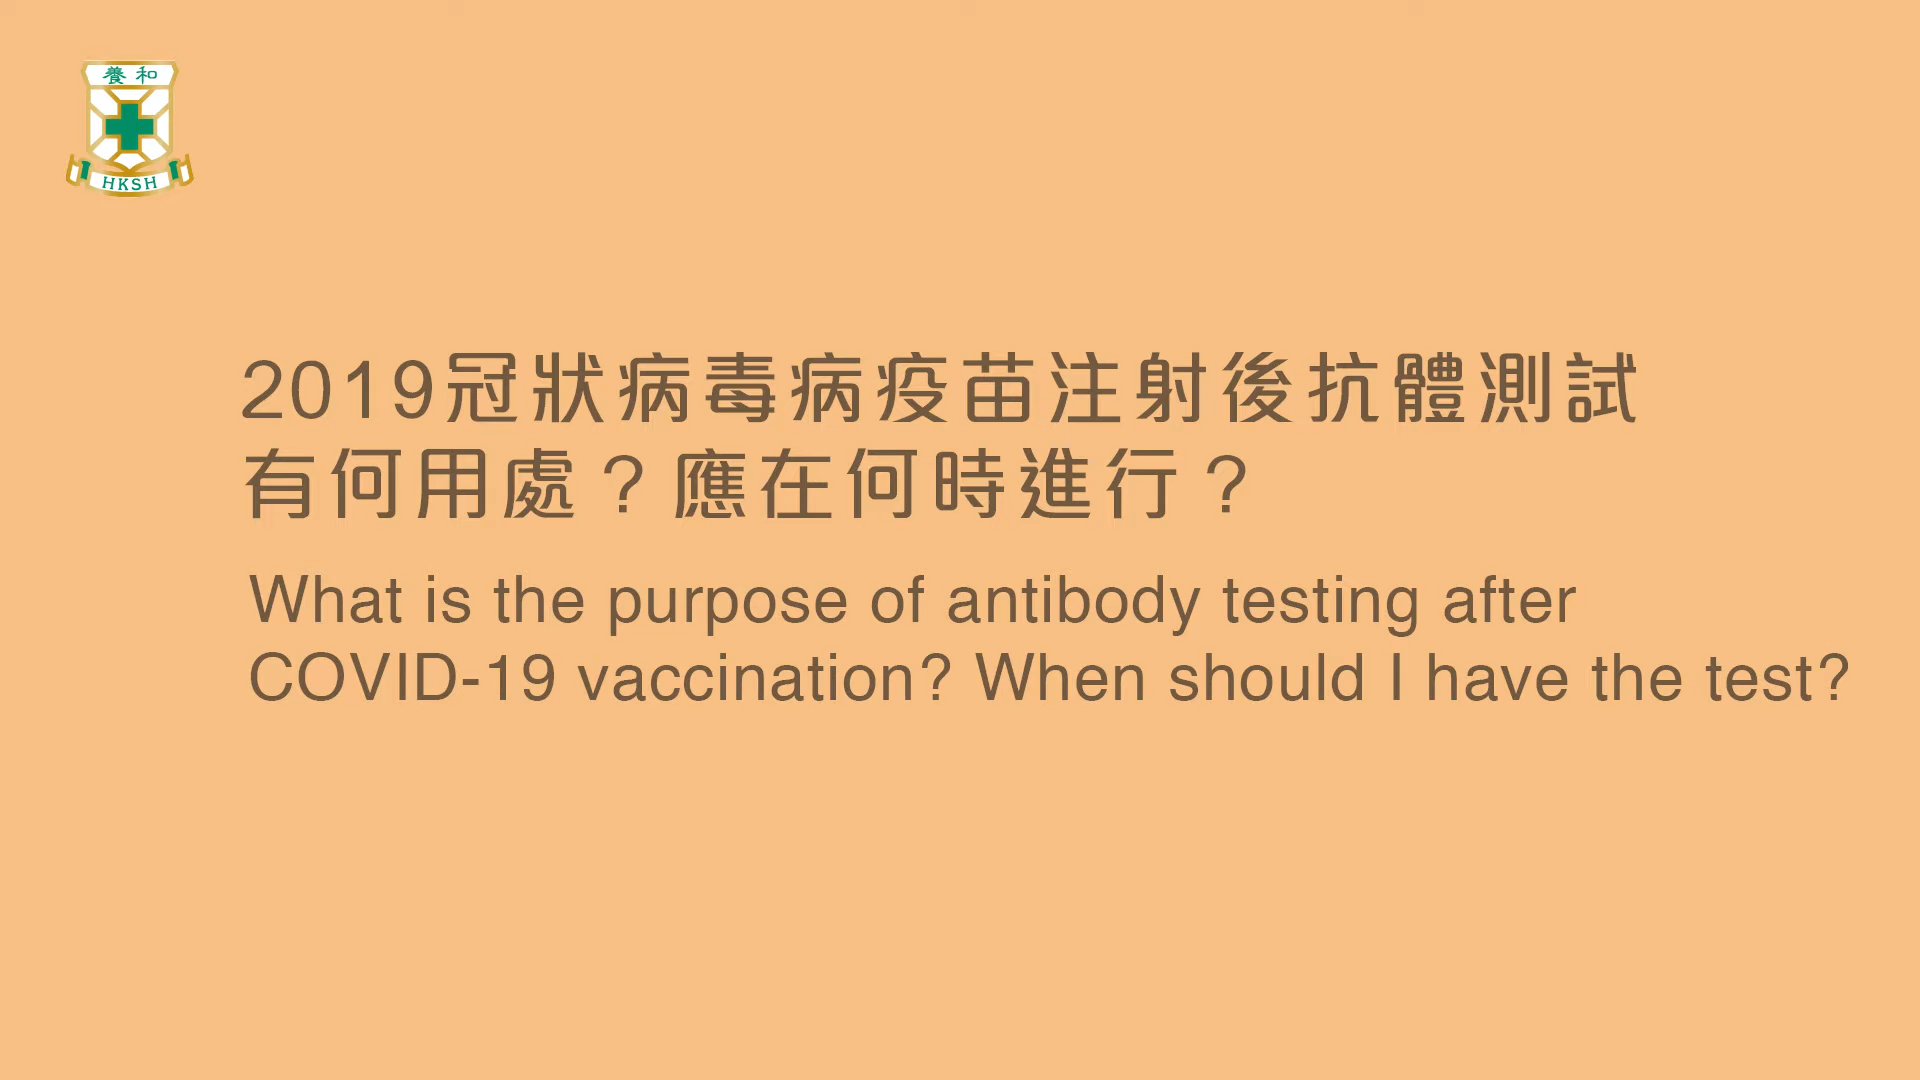 養和
HKSH
2019冠狀病毒病疫苗注射後抗體測試
有何用處？應在何時進行？
What is the purpose of antibody testing after
COVID-19 vaccination? When should I have the test?